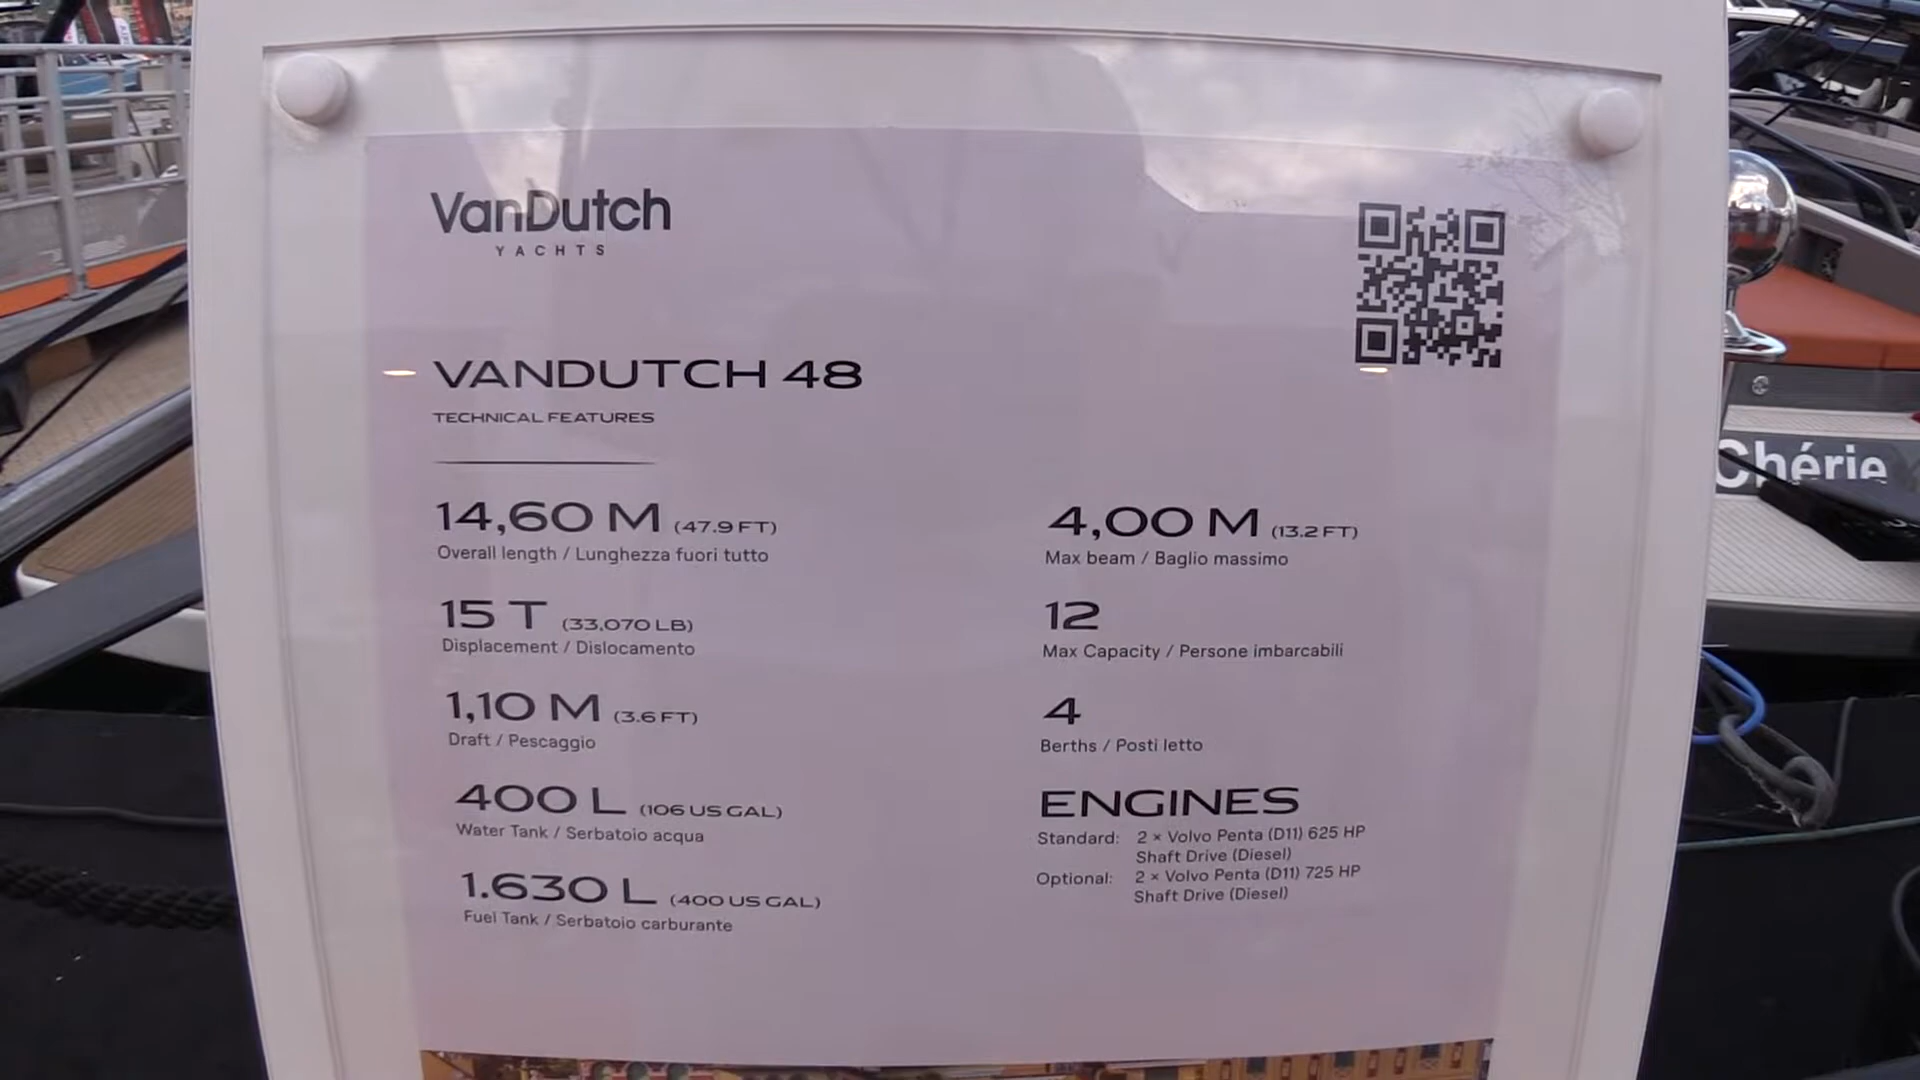 VanDutch
YACHTS
VANDUTCH 48
TECHNICAL FEATURES
14,60 M (47.9 FT)
Overall length / Lunghezza fuori tutto
15 T (33,070 LB)
Displacement / Dislocamento
1,10 M (3.6 FT)
Draft / Pescaggio
400 L (106 US GAL)
Water Tank / Serbatoio acqua
1.630 L (400 US GAL)
Fuel Tank / Serbatoio carburante
4,00 M (13.2 FT)
Max beam / Baglio massimo
12
Max Capacity / Persone imbarcabili
4
Berths / Posti letto
ENGINES
Standard: 2 × Volvo Penta (D11) 625 HP
Shaft Drive (Diesel)
Optional: 2 × Volvo Penta (D11) 725 HP
Shaft Drive (Diesel)
Chérie